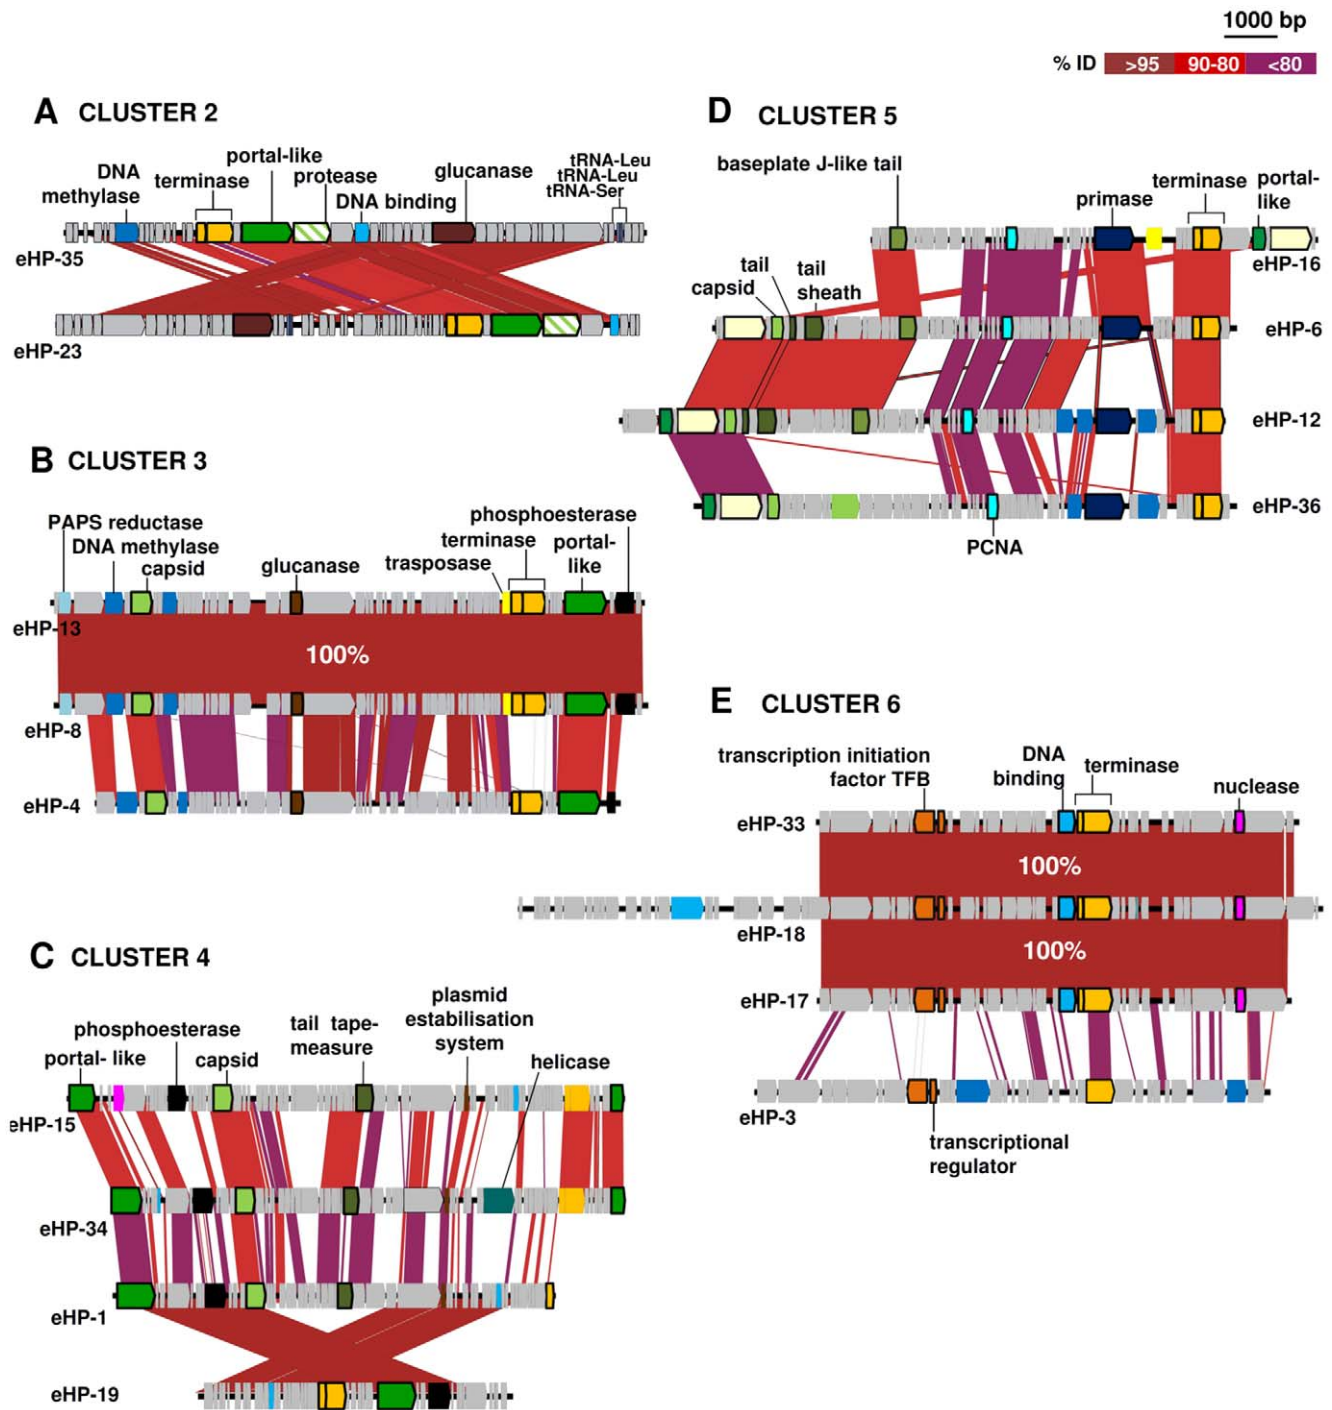 1000 bp
% ID >95 90-80 <80
A CLUSTER 2
DNA
methylase
terminase
portal-like
protease
DNA binding
glucanase
tRNA-Leu
tRNA-Leu
tRNA-Ser
eHP-35
eHP-23
B CLUSTER 3
PAPS reductase
DNA methylase
capsid
glucanase
phosphoesterase
terminase
trasposase
portal-
like
eHP-13
100%
eHP-8
eHP-4
C CLUSTER 4
phosphoesterase
portal- like
capsid
tail tape-
measure
plasmid
estabilisation
system
helicase
eHP-15
eHP-34
eHP-1
eHP-19
D CLUSTER 5
baseplate J-like tail
primase
terminase
portal-
like
eHP-16
tail
capsid
tail
sheath
eHP-6
eHP-12
eHP-36
PCNA
E CLUSTER 6
transcription initiation
factor TFB
DNA
binding
terminase
nuclease
eHP-33
100%
eHP-18
100%
eHP-17
eHP-3
transcriptional
regulator